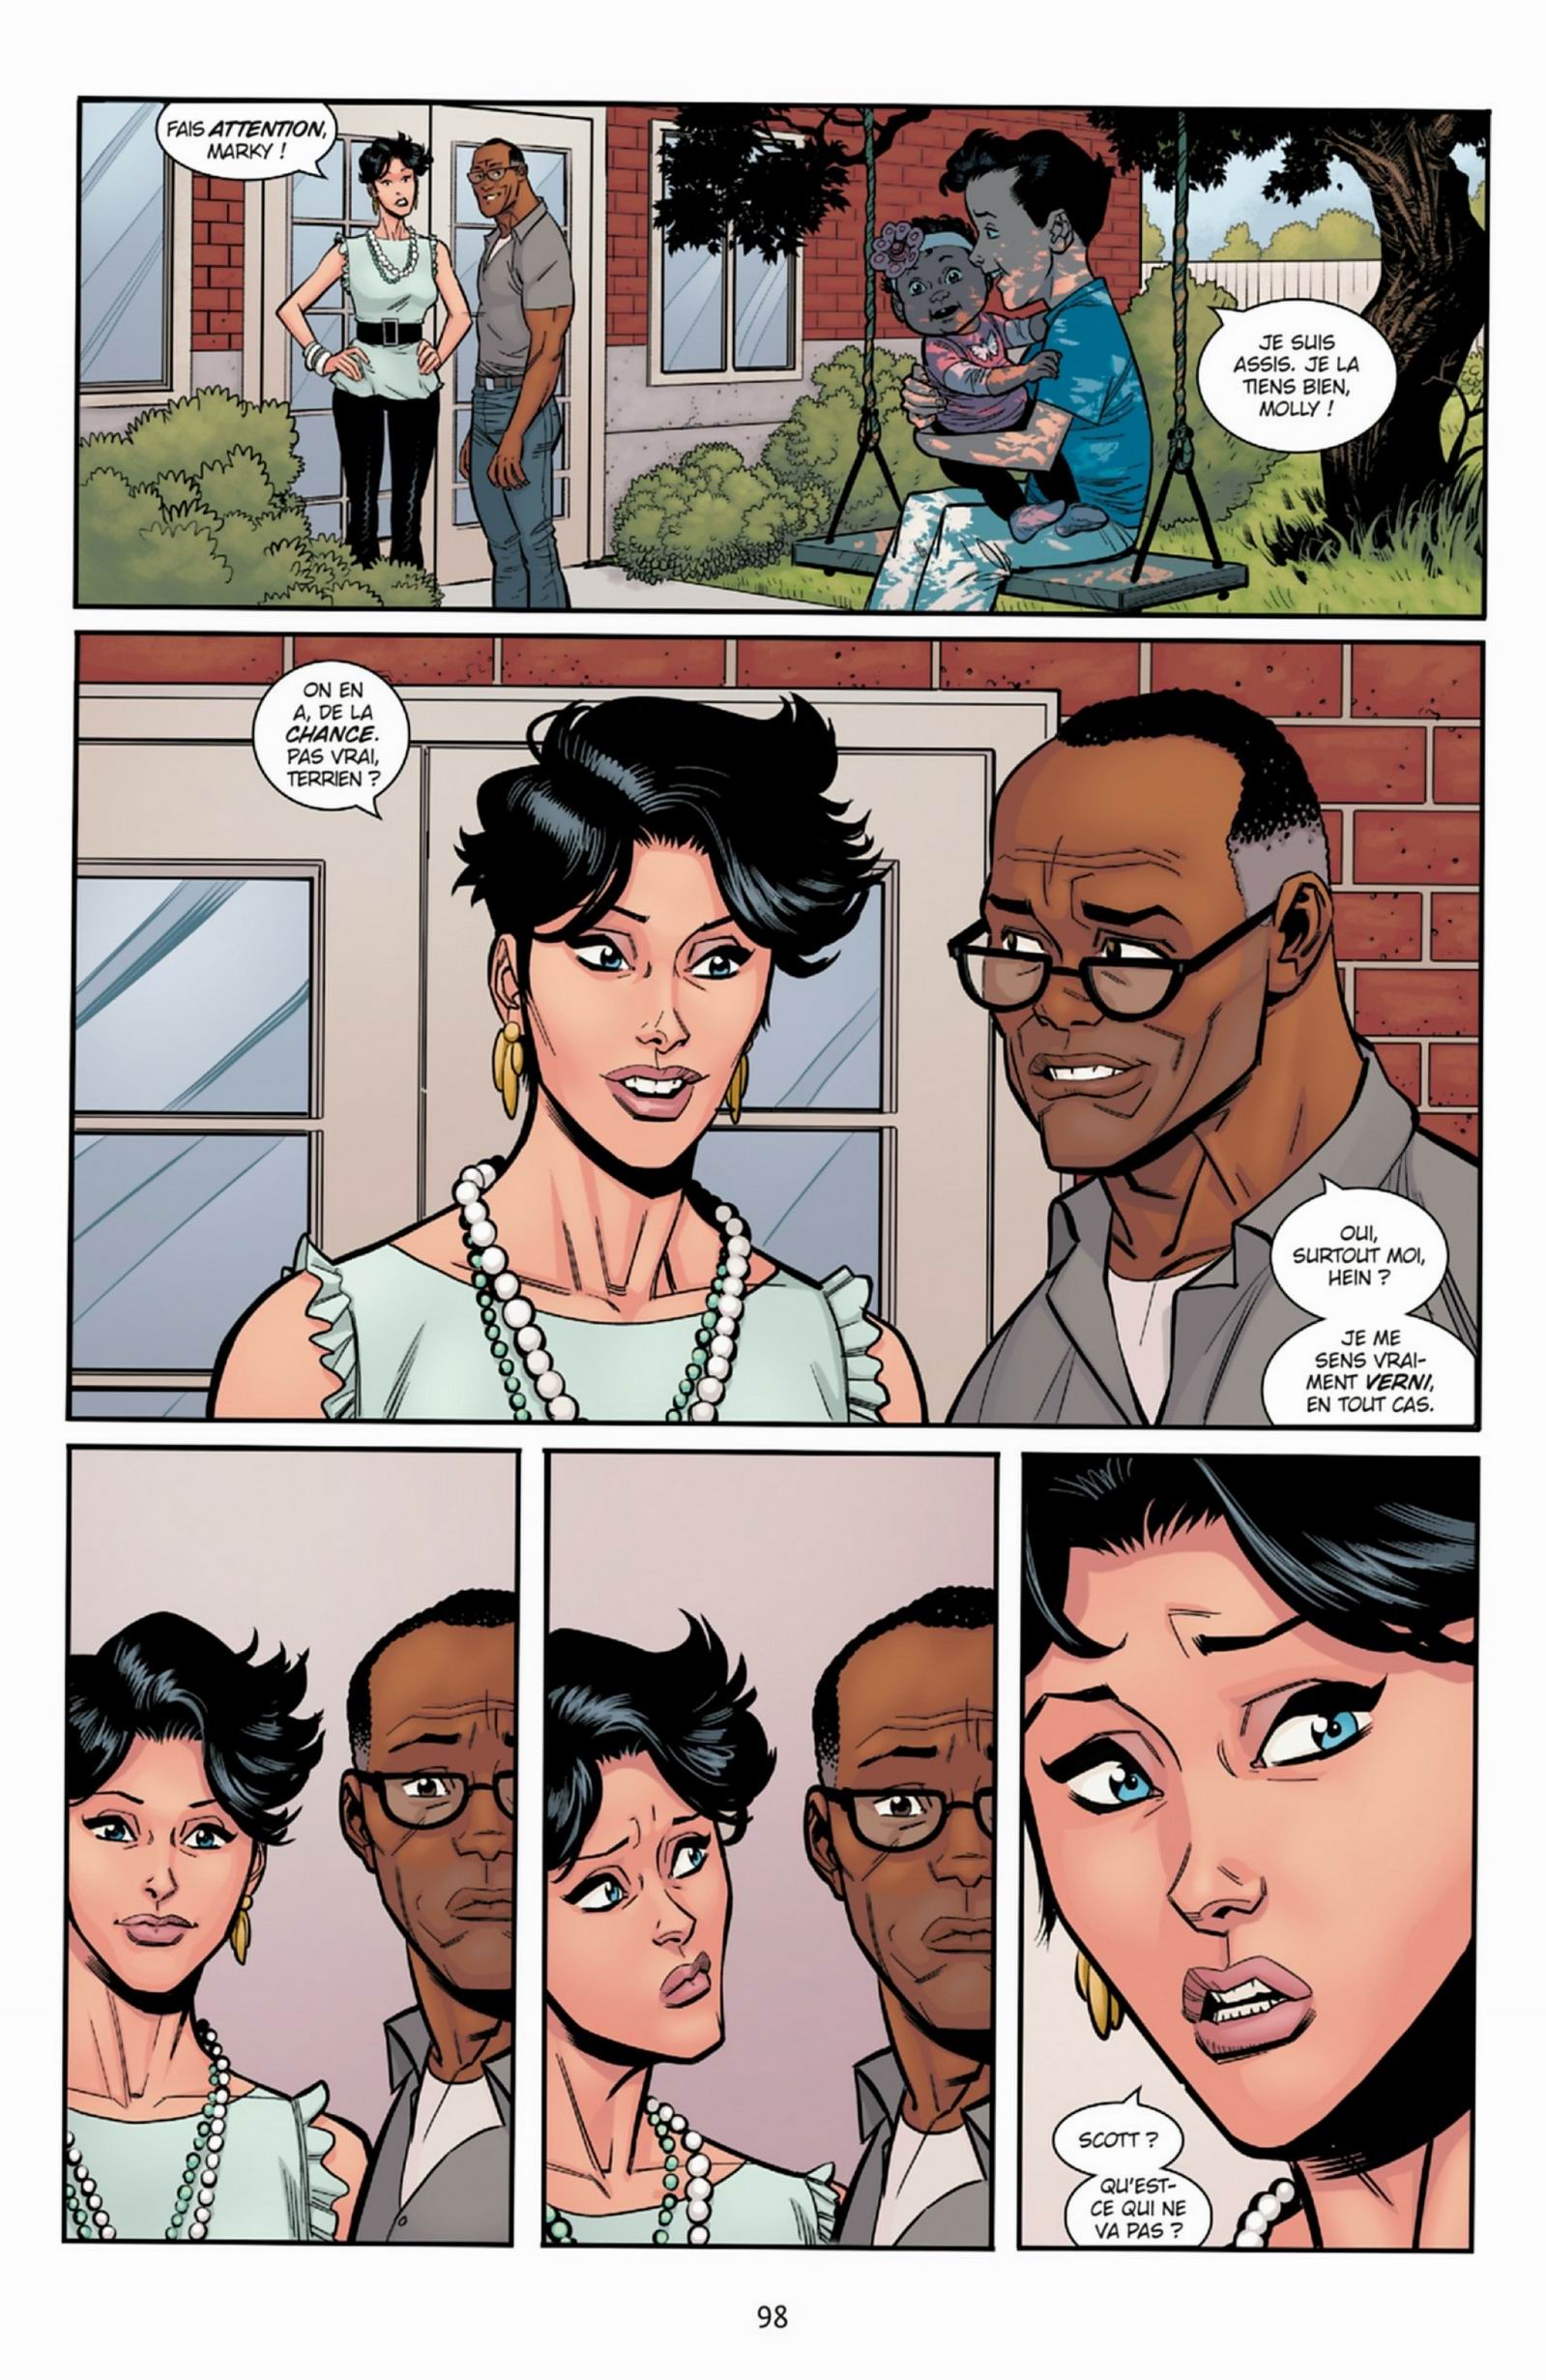 FAIS ATTENTION,
MARKY !
JE SUIS
ASSIS. JE LA
TIENS BIEN,
MOLLY !
ON EN
A, DE LA
CHANCE.
PAS VRAI,
TERRIEN ?
OUI,
SURTOUT MOI,
HEIN ?
JE ME
SENS VRAI-
MENT VERNI,
EN TOUT CAS.
SCOTT ?
QU'EST-
CE QUI NE
VA PAS ?
98